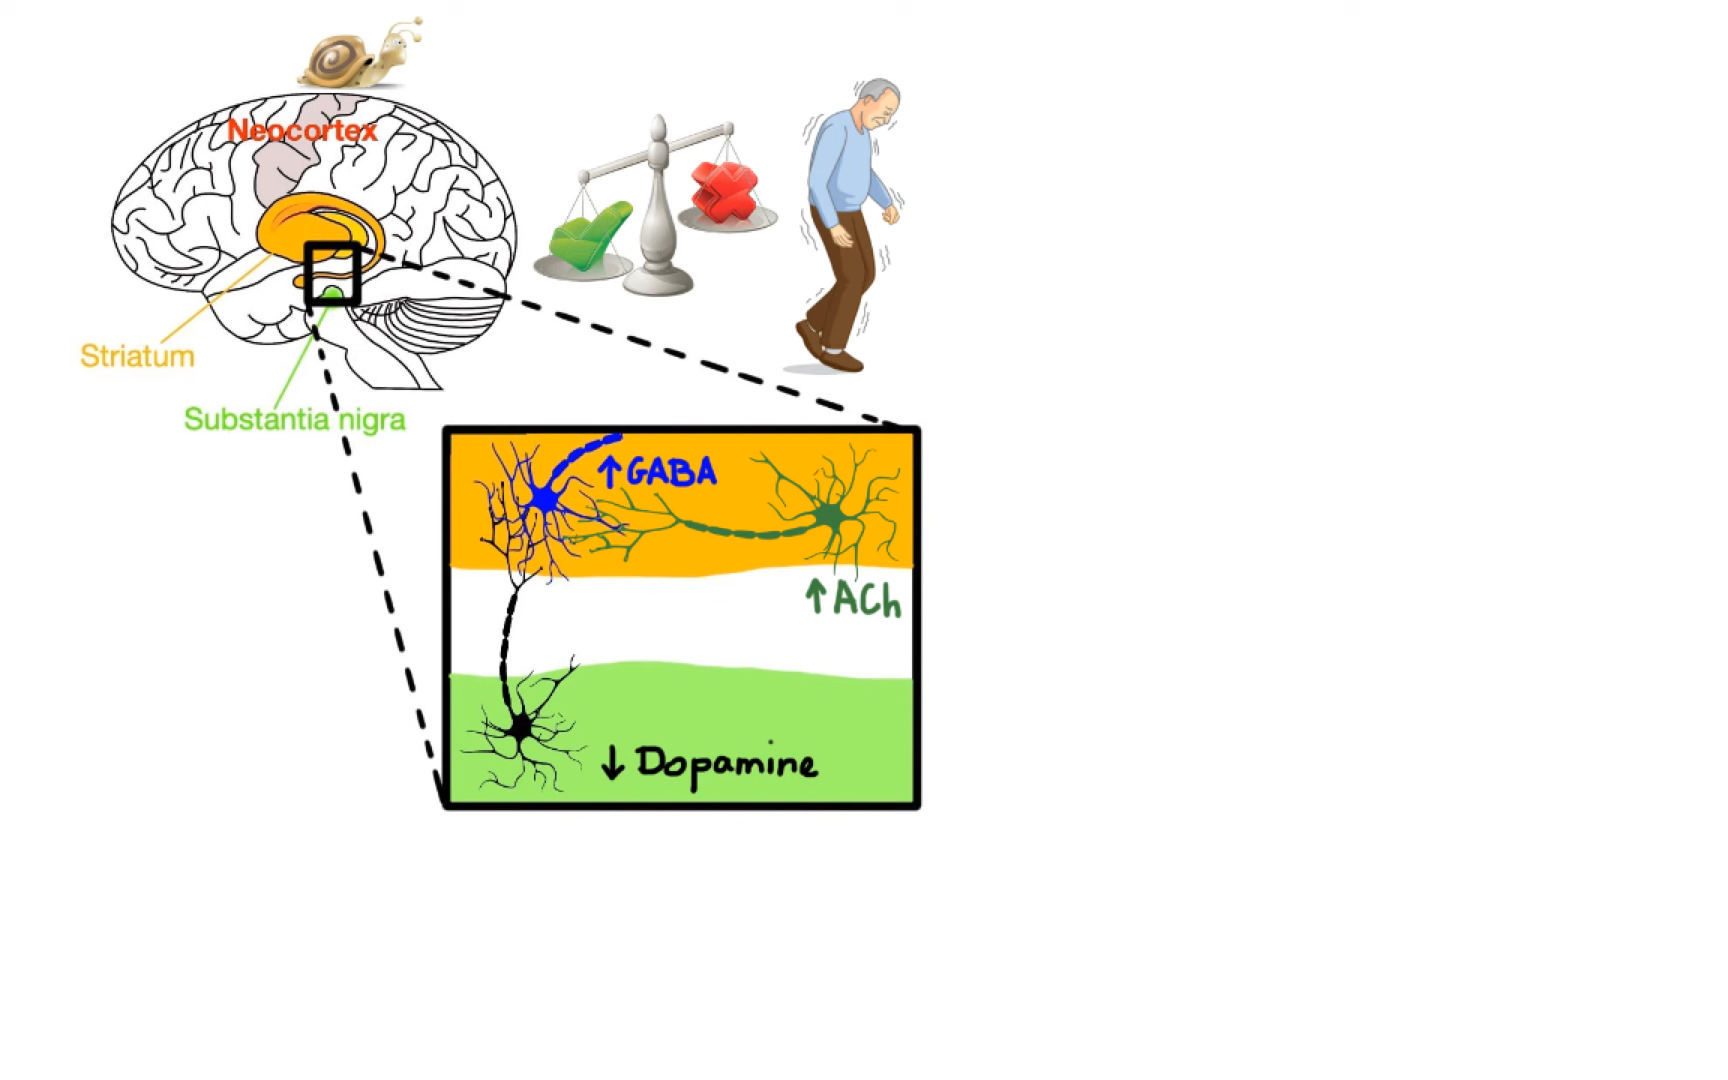 Neocortex
Striatum
Substantia nigra
↑GABA
↑ACh
↓ Dopamine